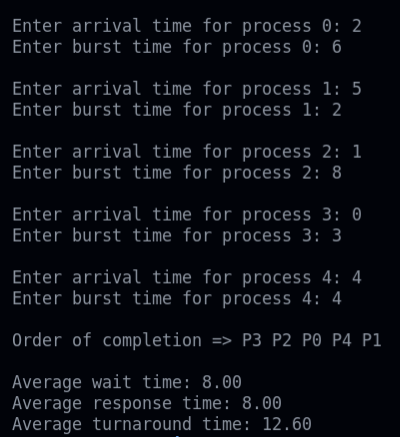 Enter arrival time for process 0: 2
Enter burst time for process 0: 6
Enter arrival time for process 1: 5
Enter burst time for process 1: 2
Enter arrival time for process 2: 1
Enter burst time for process 2: 8
Enter arrival time for process 3: 0
Enter burst time for process 3: 3
Enter arrival time for process 4: 4
Enter burst time for process 4: 4
Order of completion => P3 P2 P0 P4 P1
Average wait time: 8.00
Average response time: 8.00
Average turnaround time: 12.60